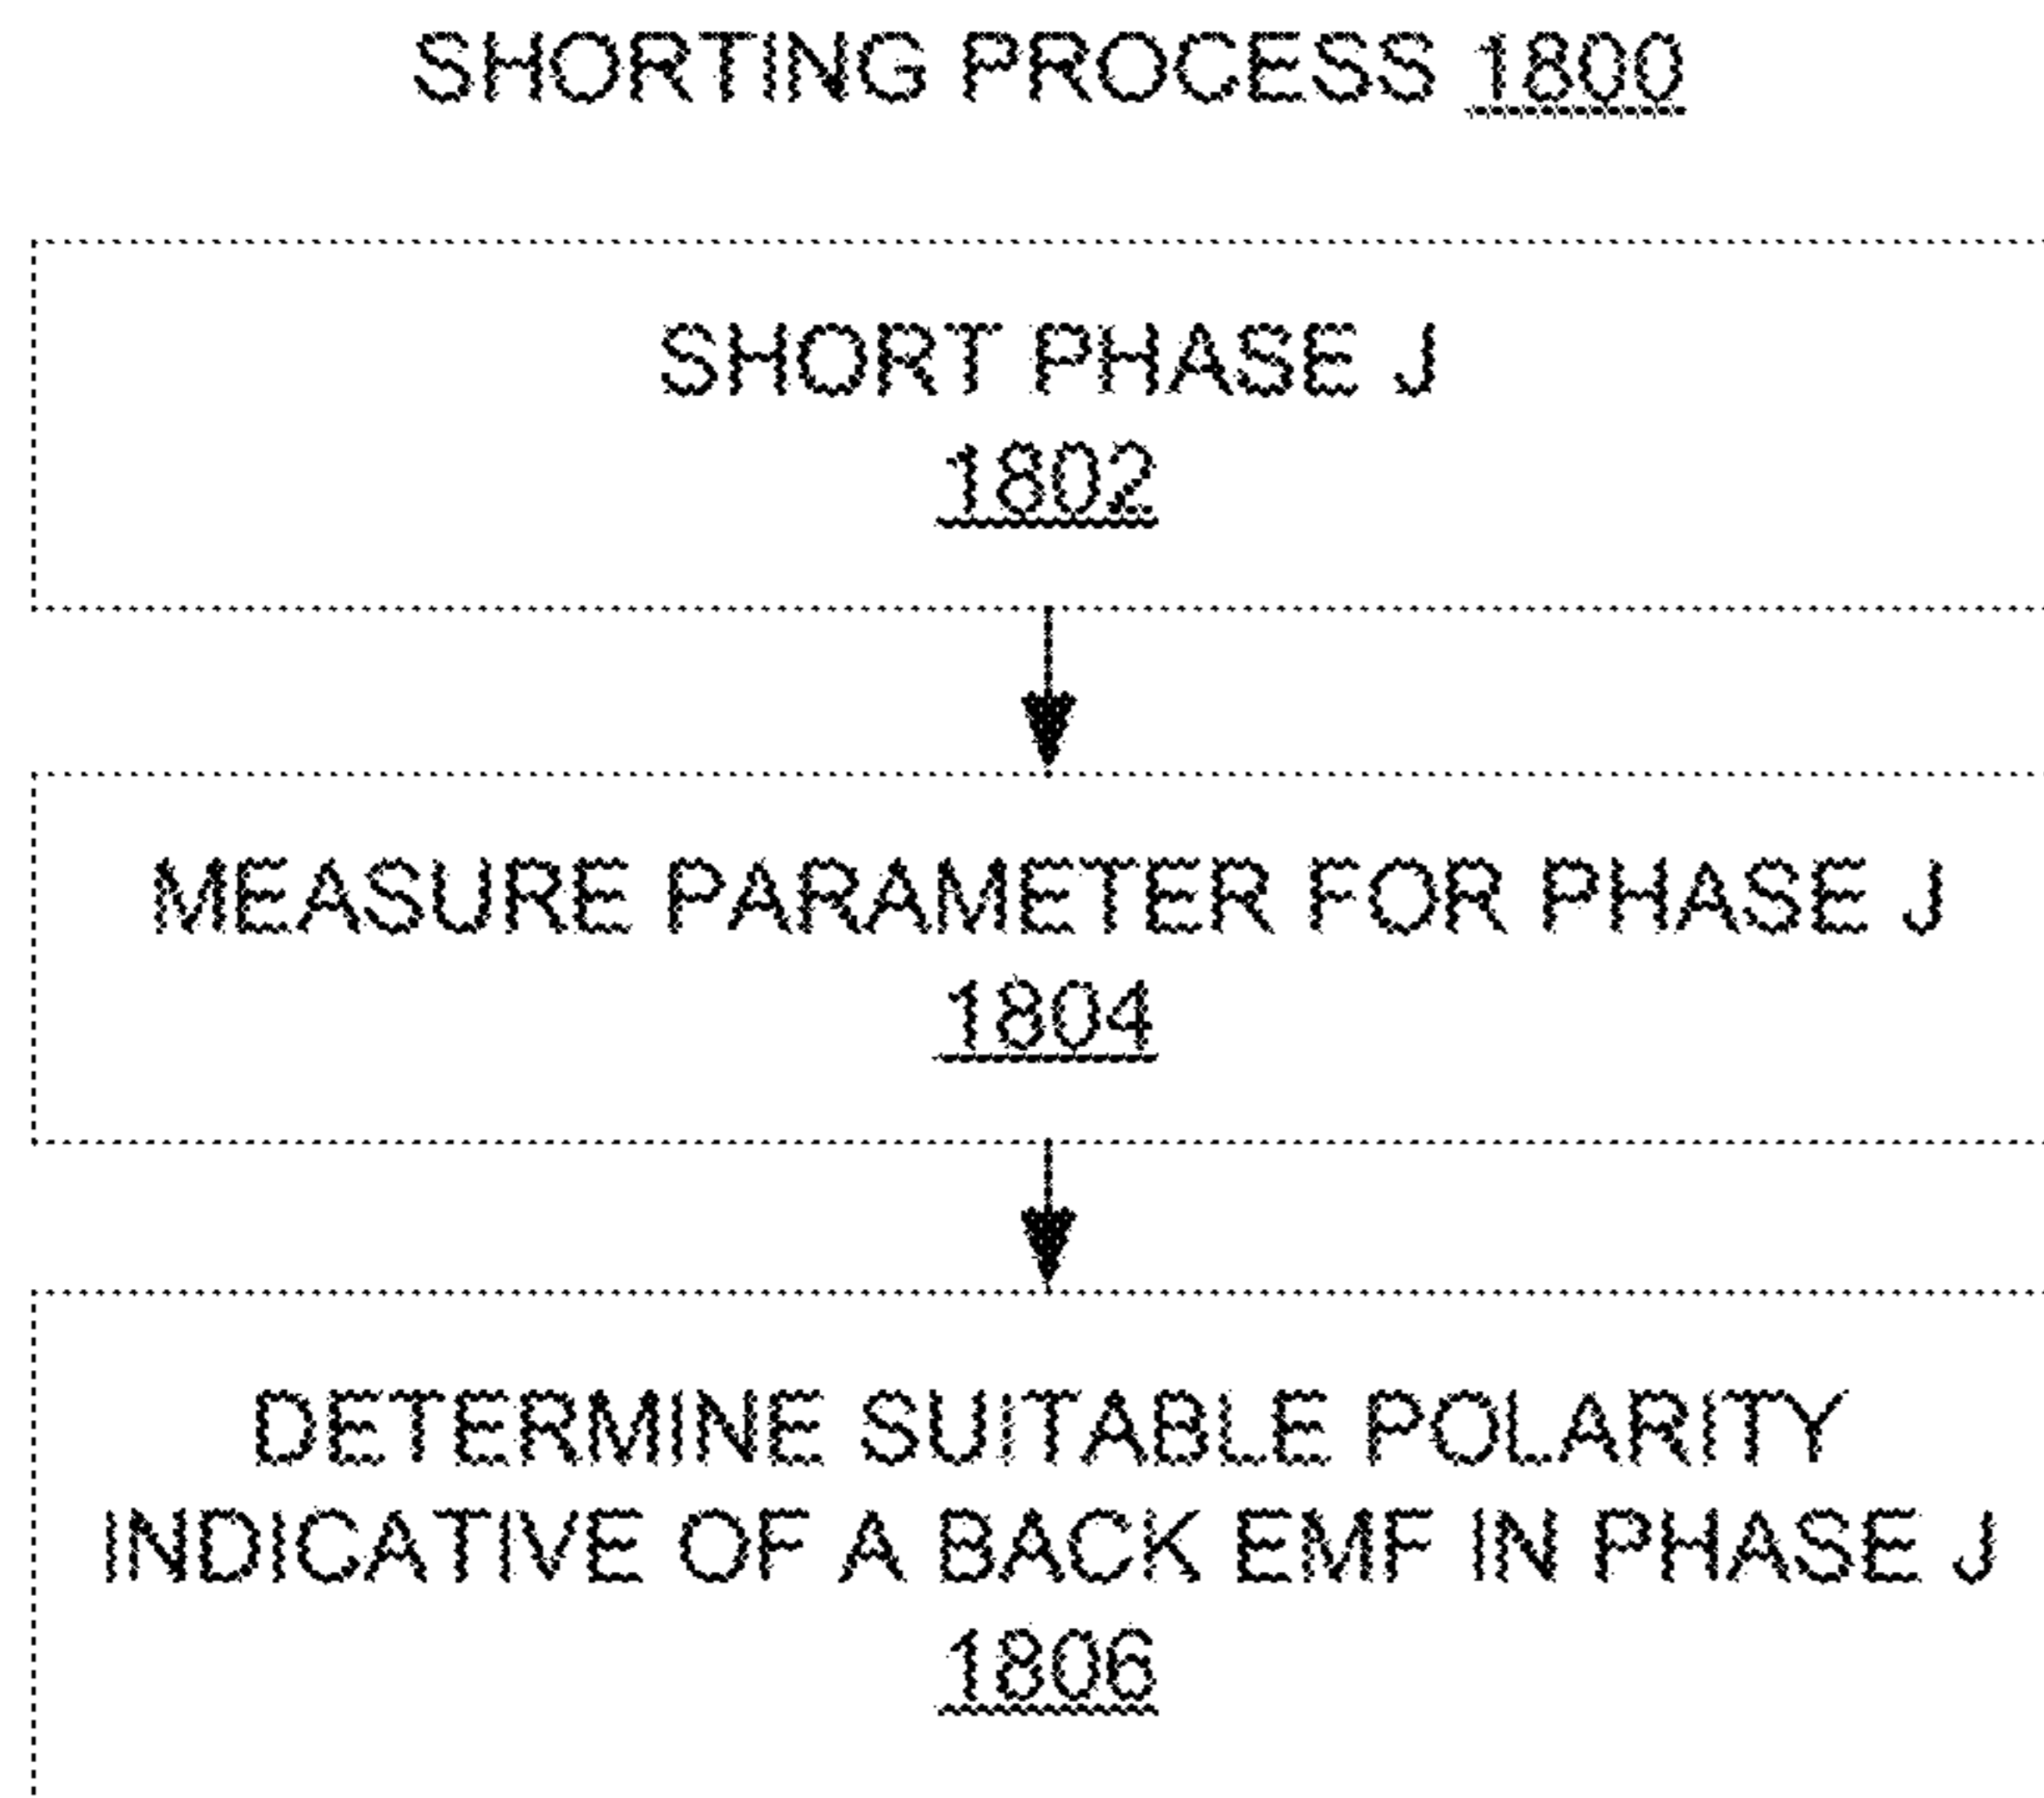 SHORTING PROCESS 1800
SHORT PHASE J
1802
MEASURE PARAMETER FOR PHASE J
1804
DETERMINE SUITABLE POLARITY
INDICATIVE OF A BACK EMF IN PHASE J
1806